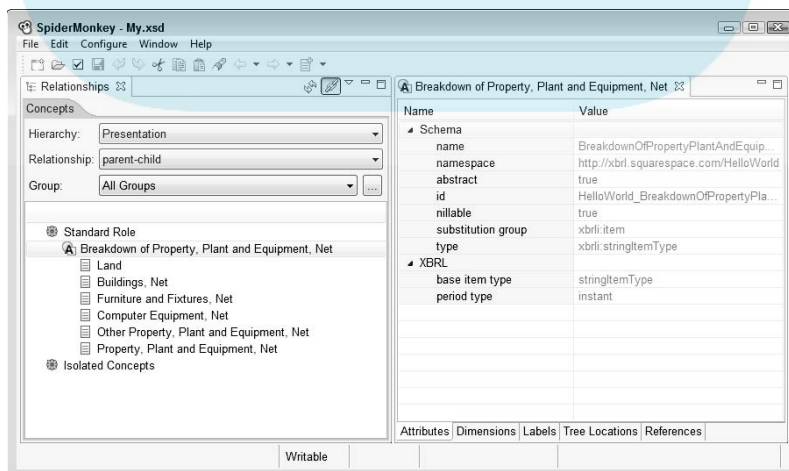 SpiderMonkey - My.xsd
File Edit Configure Window Help
Relationships
Concepts
Hierarchy: Presentation
Relationship: parent-child
Group: All Groups ...
Standard Role
A Breakdown of Property, Plant and Equipment, Net
Land
Buildings, Net
Furniture and Fixtures, Net
Computer Equipment, Net
Other Property, Plant and Equipment, Net
Property, Plant and Equipment, Net
Isolated Concepts
A Breakdown of Property, Plant and Equipment, Net
Name Value
Schema
name BreakdownOfPropertyPlantAndEquip...
namespace http://xbrl.squarespace.com/HelloWorld
abstract true
id HelloWorld_BreakdownOfPropertyPla...
nillable true
substitution group xbrli:item
type xbrli:stringItemType
XBRL
base item type stringItemType
period type instant
Attributes Dimensions Labels Tree Locations References
Writable